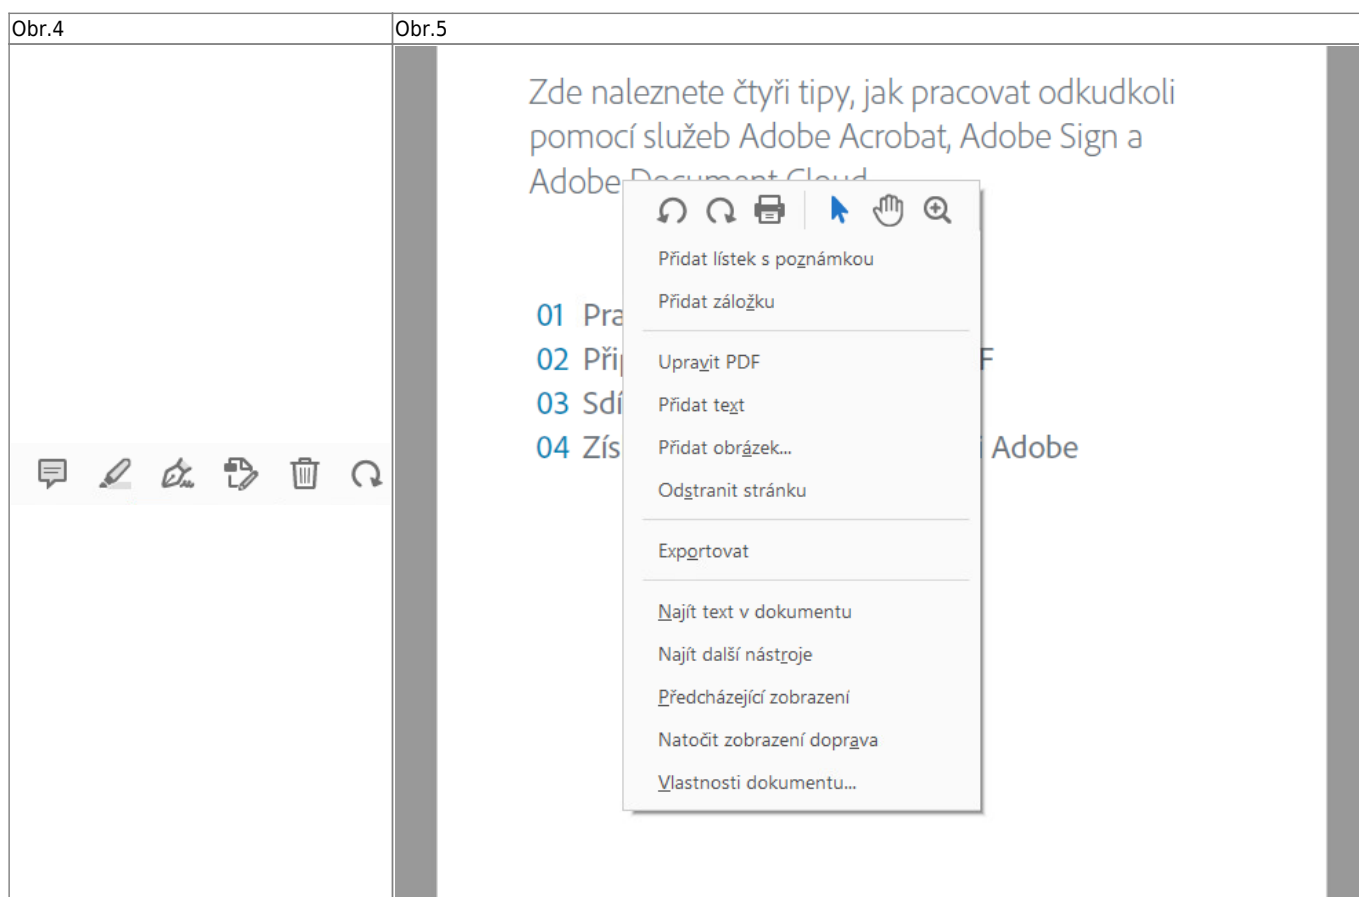 Obr.4
Obr.5
Zde naleznete čtyři tipy, jak pracovat odkudkoli
pomocí služeb Adobe Acrobat, Adobe Sign a
Adobe Document Cloud
Přidat lístek s poznámkou
Přidat záložku
01 Pra
02 Při F
03 Sdí
04 Zís i Adobe
Upravit PDF
Přidat text
Přidat obrázek...
Odstranit stránku
Exportovat
Najít text v dokumentu
Najít další nástroje
Předcházející zobrazení
Natočit zobrazení doprava
Vlastnosti dokumentu...